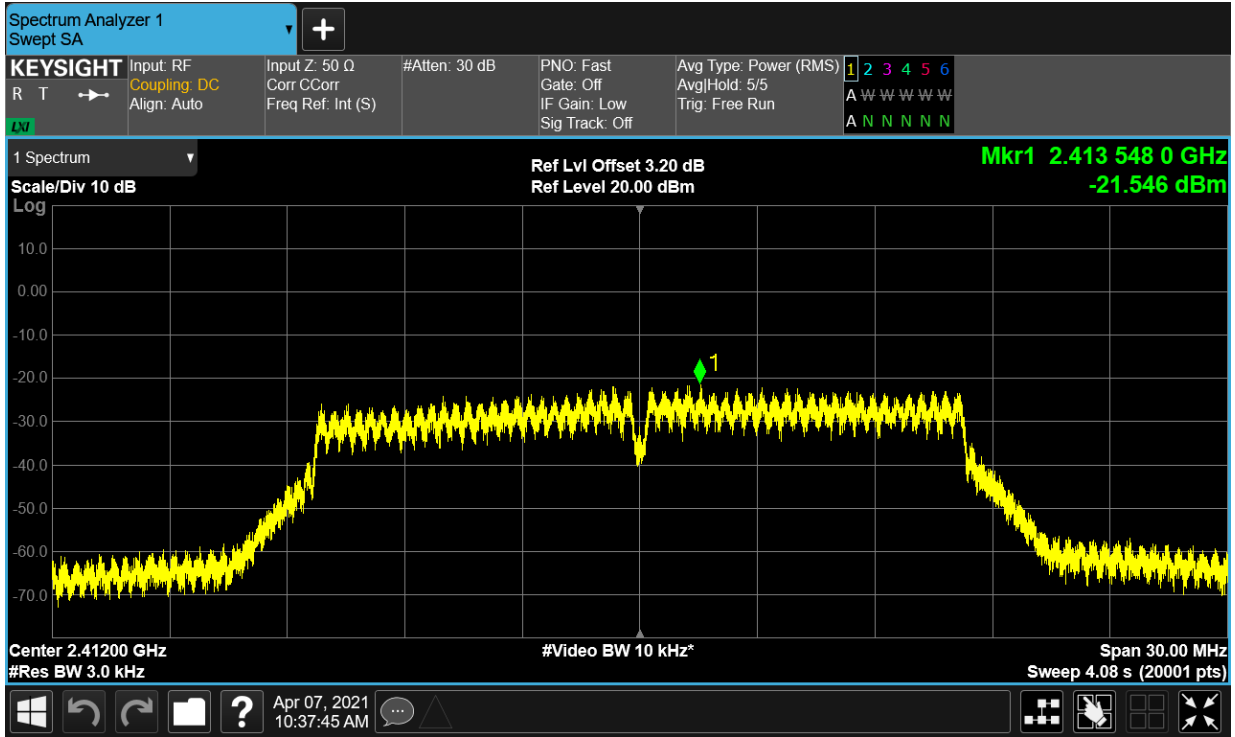 Spectrum Analyzer 1
Swept SA
KEYSIGHT
R T
LXI
Input: RF
Coupling: DC
Align: Auto
Input Z: 50 Ω
Corr CCorr
Freq Ref: Int (S)
#Atten: 30 dB
PNO: Fast
Gate: Off
IF Gain: Low
Sig Track: Off
Avg Type: Power (RMS)
Avg|Hold: 5/5
Trig: Free Run
1 2 3 4 5 6
A W W W W W
A N N N N N
1 Spectrum
Scale/Div 10 dB
Log
Ref Lvl Offset 3.20 dB
Ref Level 20.00 dBm
Mkr1 2.413 548 0 GHz
-21.546 dBm
10.0
0.00
-10.0
1
-20.0
-30.0
-40.0
-50.0
-60.0
-70.0
Center 2.41200 GHz
#Video BW 10 kHz*
Span 30.00 MHz
#Res BW 3.0 kHz
Sweep 4.08 s (20001 pts)
?
Apr 07, 2021
10:37:45 AM